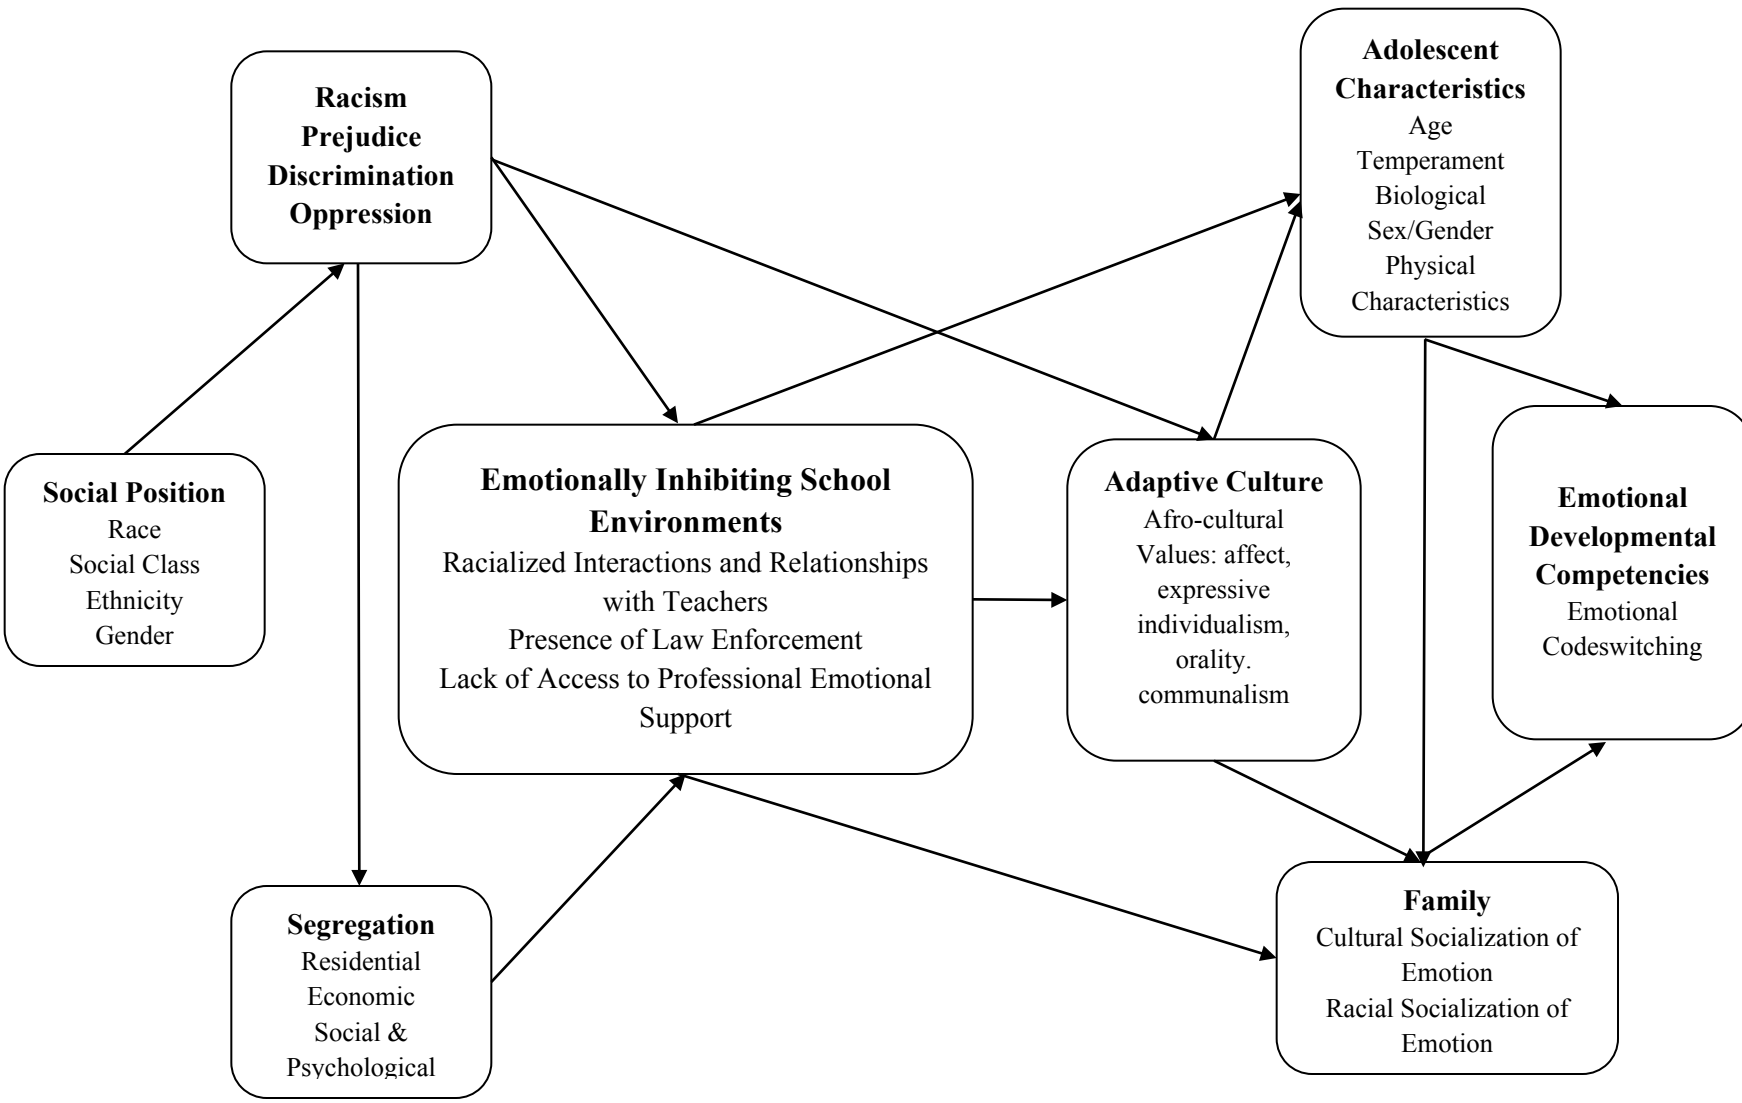 Racism
Prejudice
Discrimination
Oppression
Adolescent
Characteristics
Age
Temperament
Biological
Sex/Gender
Physical
Characteristics
Social Position
Race
Social Class
Ethnicity
Gender
Emotionally Inhibiting School
Environments
Racialized Interactions and Relationships
with Teachers
Presence of Law Enforcement
Lack of Access to Professional Emotional
Support
Adaptive Culture
Afro-cultural
Values: affect,
expressive
individualism,
orality.
communalism
Emotional
Developmental
Competencies
Emotional
Codeswitching
Segregation
Residential
Economic
Social &
Psychological
Family
Cultural Socialization of
Emotion
Racial Socialization of
Emotion